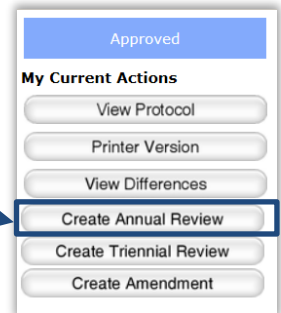 Approved
My Current Actions
View Protocol
Printer Version
View Differences
Create Annual Review
Create Triennial Review
Create Amendment